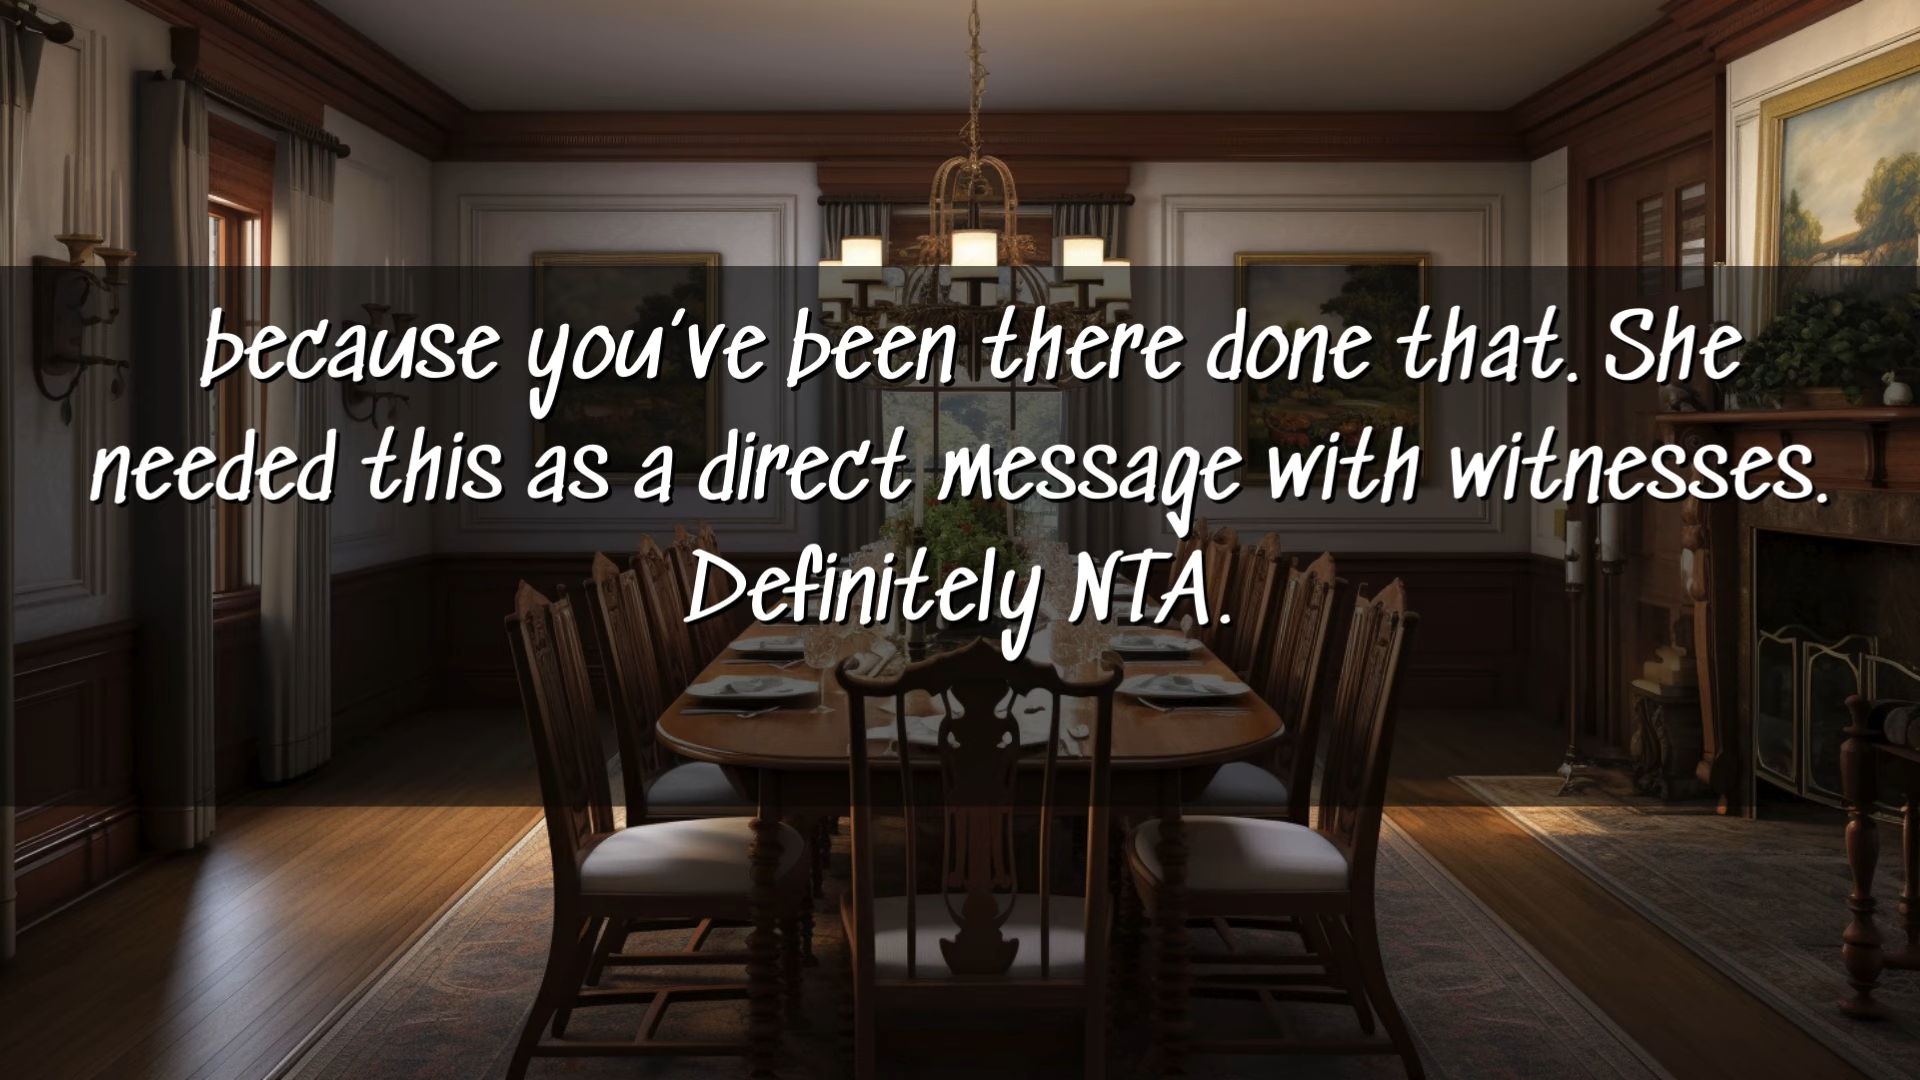 because you've been there done that. She
needed this as a direct message with witnesses.
Definitely NTA.